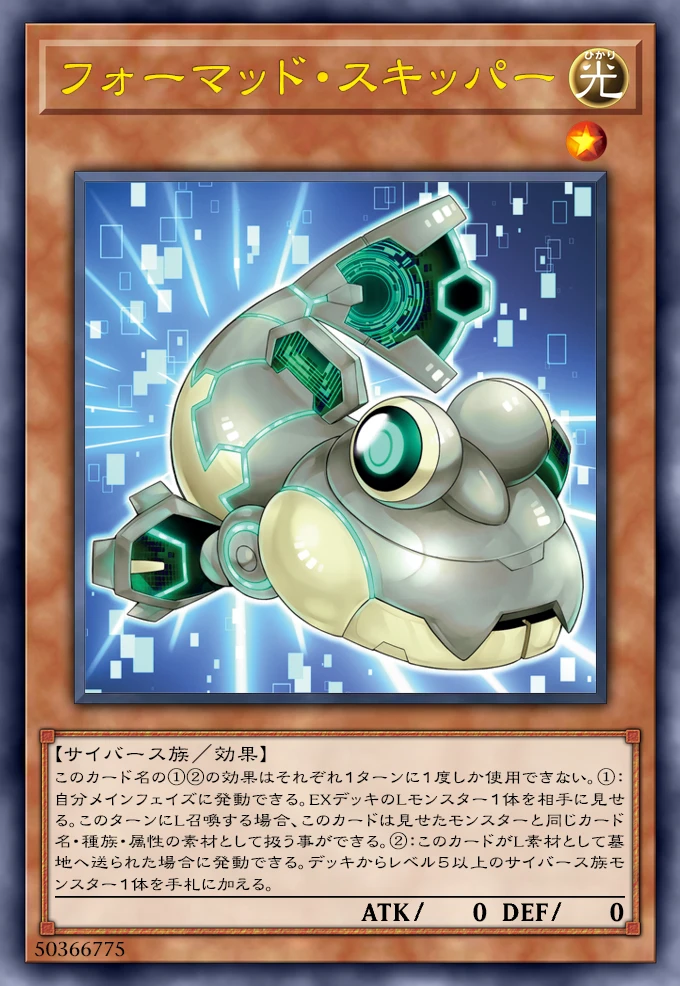 フォーマッド・スキッパー
光
ひかり
【サイバース族／効果】
このカード名の①②の効果はそれぞれ1ターンに1度しか使用できない。①：
自分メインフェイズに発動できる。EXデッキのLモンスター1体を相手に見せ
る。このターンにL召喚する場合、このカードは見せたモンスターと同じカード
名・種族・属性の素材として扱う事ができる。②：このカードがL素材として墓
地へ送られた場合に発動できる。デッキからレベル5以上のサイバース族モ
ンスター1体を手札に加える。
ATK/ 0 DEF/ 0
50366775